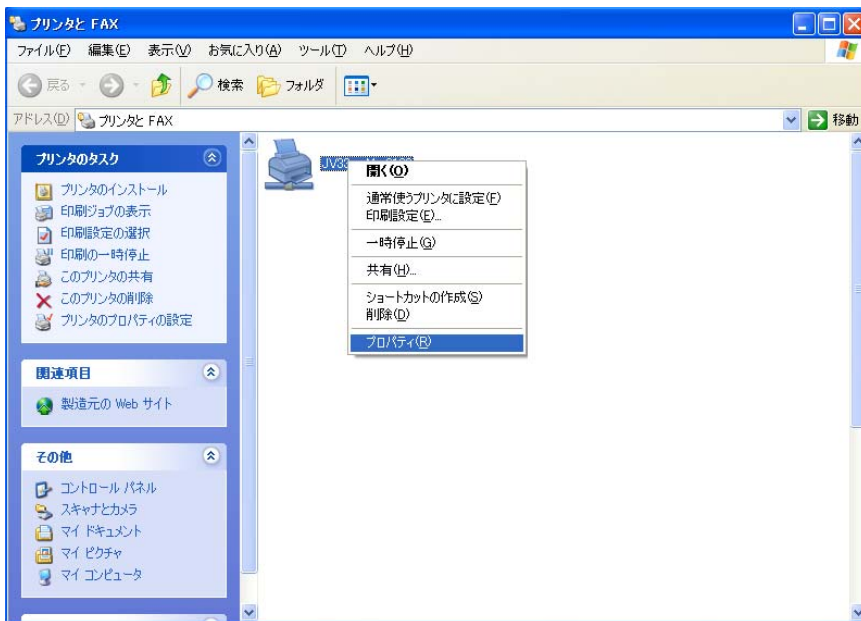 プリンタと FAX
ファイル(F) 編集(E) 表示(V) お気に入り(A) ツール(T) ヘルプ(H)
戻る 検索 フォルダ
アドレス(D) プリンタと FAX 移動
プリンタのタスク
プリンタのインストール
印刷ジョブの表示
印刷設定の選択
印刷の一時停止
このプリンタの共有
このプリンタの削除
プリンタのプロパティの設定
関連項目
製造元の Web サイト
その他
コントロール パネル
スキャナとカメラ
マイ ドキュメント
マイ ピクチャ
マイ コンピュータ
開く(O)
通常使うプリンタに設定(F)
印刷設定(E)...
一時停止(G)
共有(H)...
ショートカットの作成(S)
削除(D)
プロパティ(R)